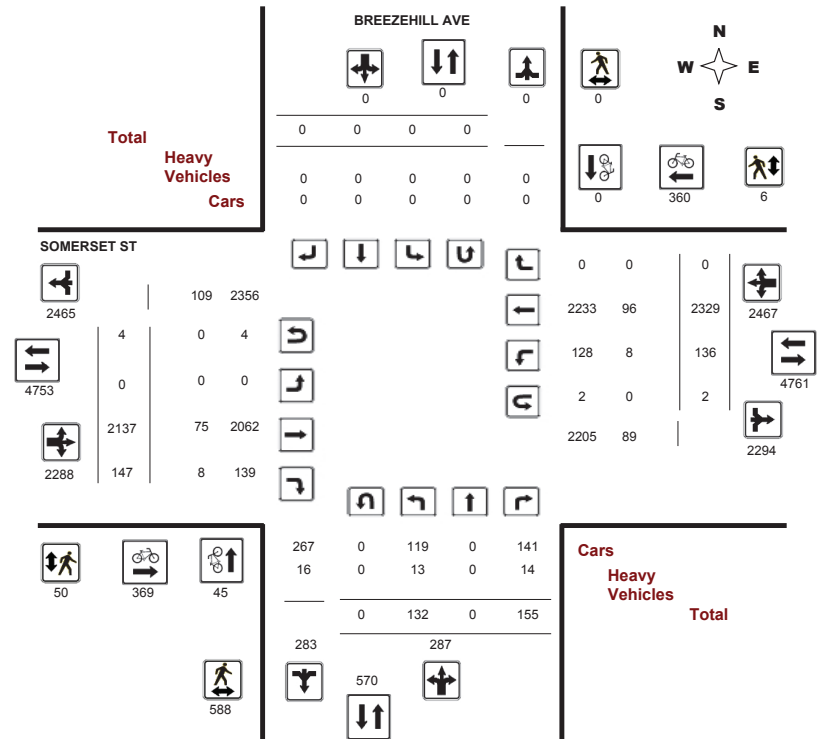 BREEZEHILL AVE
N
W E
S
0 0 0 0
0 0 0 0
Total
Heavy
Vehicles
Cars
0 0 0 0 0
0 0 0 0 0
0 360 6
SOMERSET ST
2465
109 2356
4 0 4
4753
0 0 0
2137 75 2062
2288
147 8 139
0 0 0
2233 96 2329
2467
128 8 136
4761
2 0 2
2205 89
2294
50 369 45
588
267 0 119 0 141
16 0 13 0 14
0 132 0 155
283 287
570
Cars
Heavy
Vehicles
Total